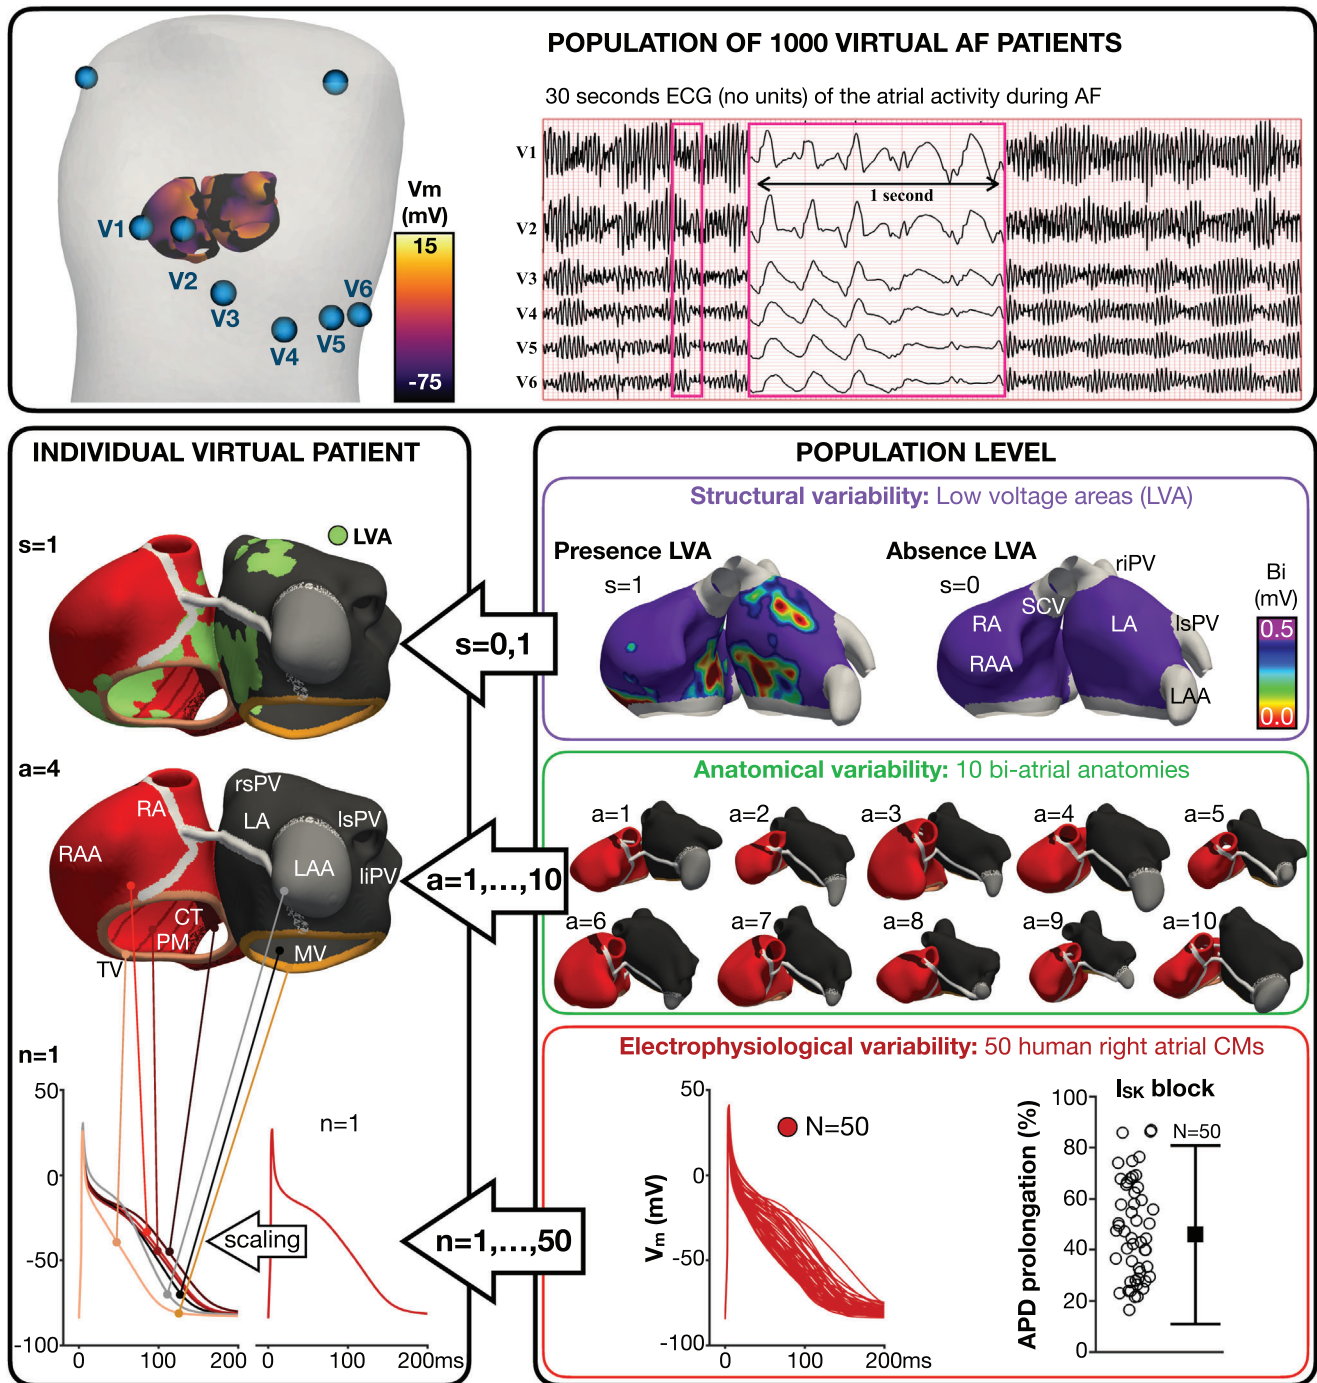 POPULATION OF 1000 VIRTUAL AF PATIENTS
30 seconds ECG (no units) of the atrial activity during AF
Vm
(mV)
15
-75
V1
V2
V3
V4
V5
V6
V1
V2
V3
V4
V5
V6
1 second
INDIVIDUAL VIRTUAL PATIENT
s=1
LVA
a=4
RA
RAA
rsPV
LA
lsPV
LAA
liPV
CT
PM
TV
MV
n=1
50
0
-50
-100
0
100
200
n=1
scaling
0
200ms
s=0,1
a=1,...,10
n=1,...,50
POPULATION LEVEL
Structural variability: Low voltage areas (LVA)
Presence LVA
s=1
Absence LVA
s=0
riPV
SCV
RA
LA
lsPV
RAA
LAA
Bi
(mV)
0.5
0.0
Anatomical variability: 10 bi-atrial anatomies
a=1
a=2
a=3
a=4
a=5
a=6
a=7
a=8
a=9
a=10
Electrophysiological variability: 50 human right atrial CMs
Vm (mV)
50
0
-50
-100
0
100
200ms
N=50
ISK block
APD prolongation (%)
100
80
60
40
20
0
N=50